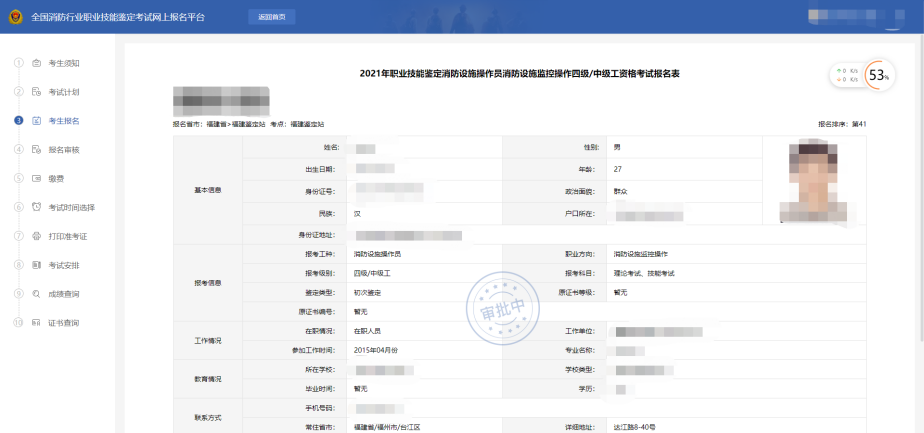 全国消防行业职业技能鉴定考试网上报名平台 返回首页
1 考生须知
2 考试计划
3 考生报名
4 报名审核
5 缴费
6 考试时间选择
7 打印准考证
8 考试安排
9 成绩查询
10 证书查询
2021年职业技能鉴定消防设施操作员消防设施监控操作四级/中级工资格考试报名表
0 K/s
0 K/s
53%
报名省市：福建省>福建鉴定站 考点：福建鉴定站 报名排序：第41
基本信息
姓名： 性别： 男
出生日期： 年龄： 27
身份证号： 政治面貌： 群众
民族： 汉 户口所在：
身份证地址：
报考信息
报考工种： 消防设施操作员 职业方向： 消防设施监控操作
报考级别： 四级/中级工 报考科目： 理论考试、技能考试
鉴定类型： 初次鉴定 原证书等级： 暂无
原证书编号： 暂无
审批中
工作情况
在职情况： 在职人员 工作单位：
参加工作时间： 2015年04月份 专业名称：
教育情况
所在学校： 学校类型：
毕业时间： 暂无 学历：
联系方式
手机号码：
常住省市： 福建省/福州市/台江区 详细地址： 达江路8-40号